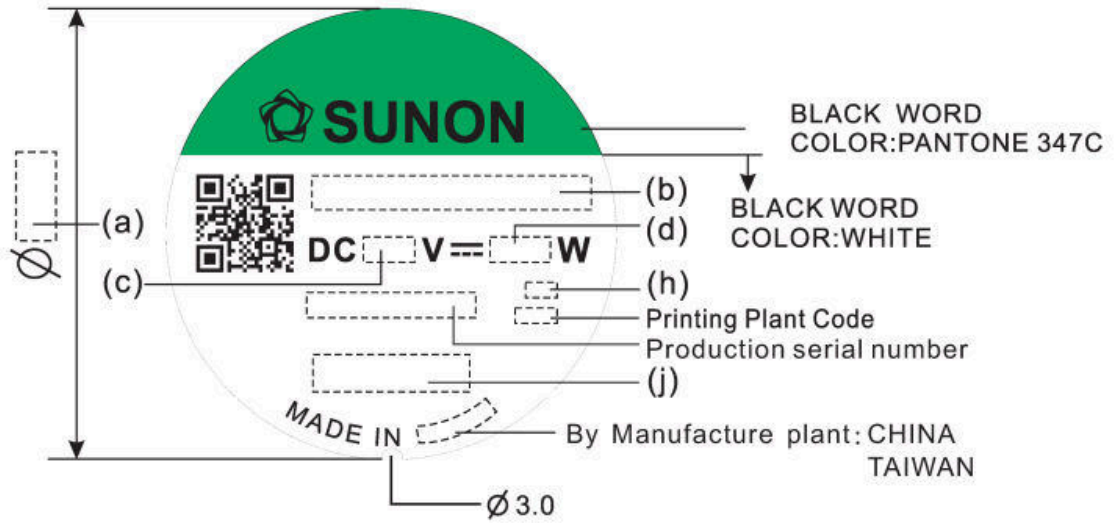 SUNON
BLACK WORD
COLOR:PANTONE 347C
(a)
(b)
BLACK WORD
COLOR:WHITE
DC V W
(d)
Ø
(c)
(h)
Printing Plant Code
Production serial number
(j)
MADE IN
By Manufacture plant: CHINA
TAIWAN
Ø 3.0